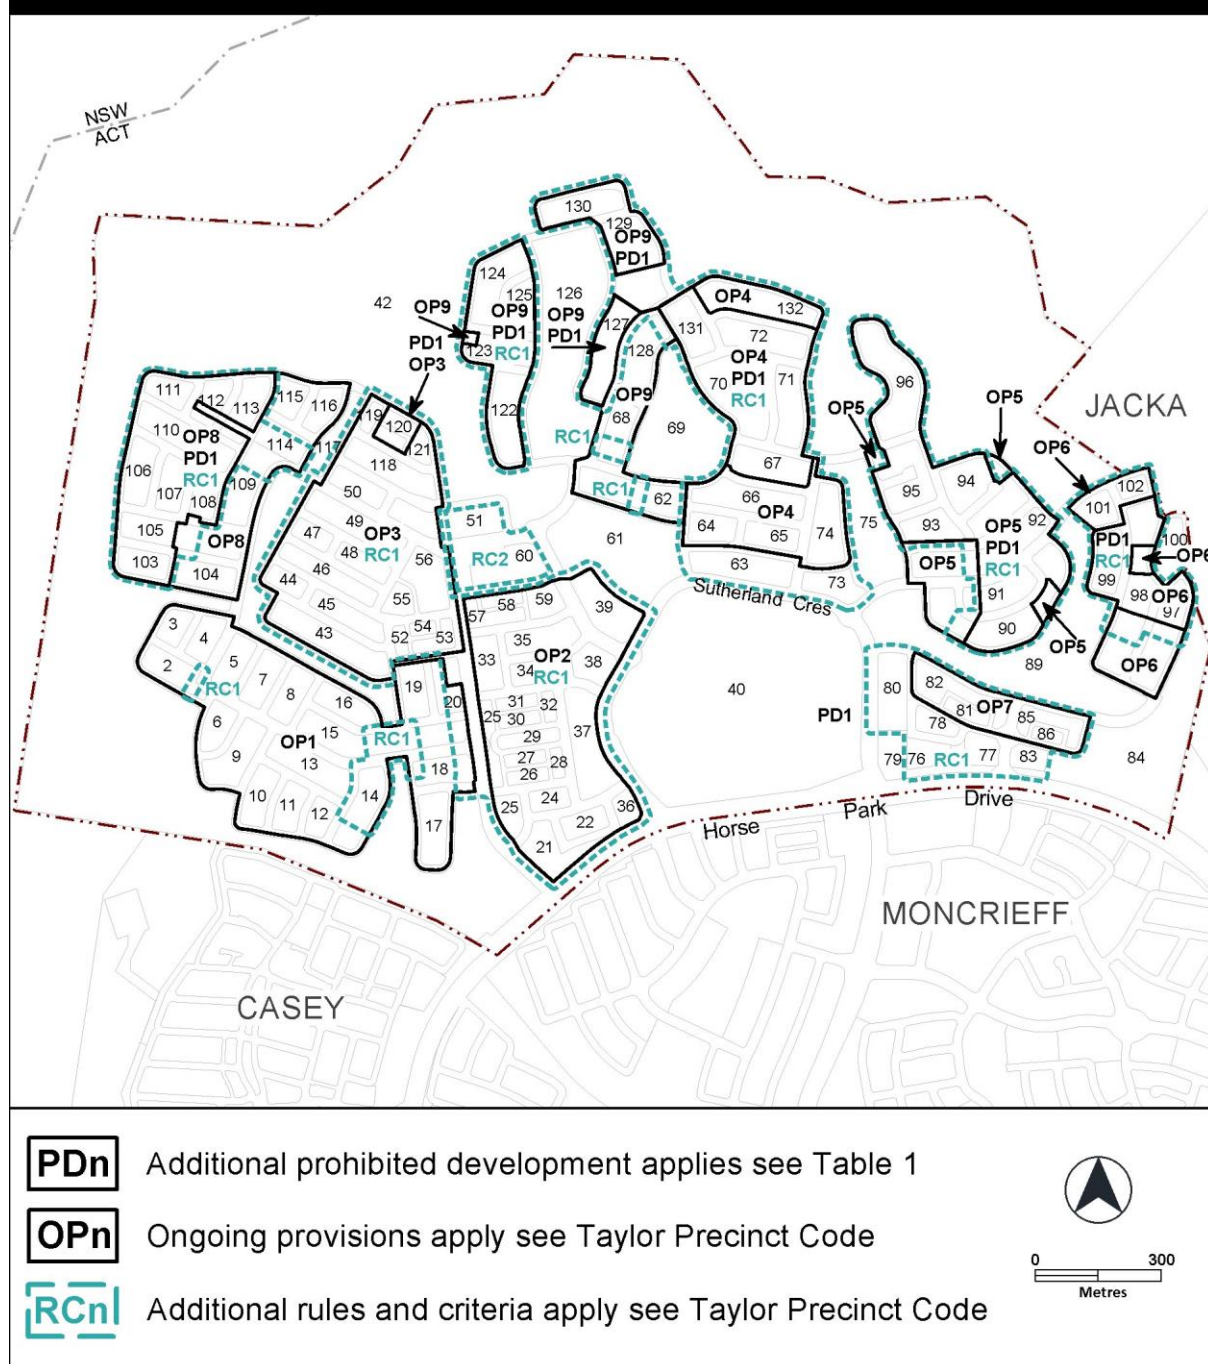 NSW
ACT
130
129
OP9
PD1
124
125
126
42
OP9
OP9
PD1
RC1
OP9
PD1
127
OP4
132
131
72
123
PD1
OP3
128
OP4
PD1
RC1
70
71
96
111
112
113
115
116
119
120
121
122
OP9
68
69
OP5
OP5
JACKA
110
OP8
PD1
RC1
114
117
118
RC1
67
OP6
102
101
106
107
108
109
50
RC1
62
66
OP4
95
94
92
47
49
OP3
RC1
51
64
65
74
75
93
OP5
PD1
RC1
PD1
RC1
100
OP6
105
OP8
48
56
RC2
60
61
103
104
44
46
63
73
OP5
91
99
98
OP6
97
Sutherland Cres
45
55
57
58
59
39
90
OP5
OP6
3
4
43
52
54
53
35
89
2
5
RC1
7
8
16
19
20
33
OP2
34
RC1
38
40
80
82
PD1
81
OP7
85
86
6
OP1
15
RC1
25
31
30
32
37
78
9
13
18
29
27
26
28
79
76
RC1
77
83
84
10
11
12
14
17
25
24
22
36
21
Horse Park Drive
MONCRIEFF
CASEY
PDn Additional prohibited development applies see Table 1
OPn Ongoing provisions apply see Taylor Precinct Code
RCn Additional rules and criteria apply see Taylor Precinct Code
0 300
Metres